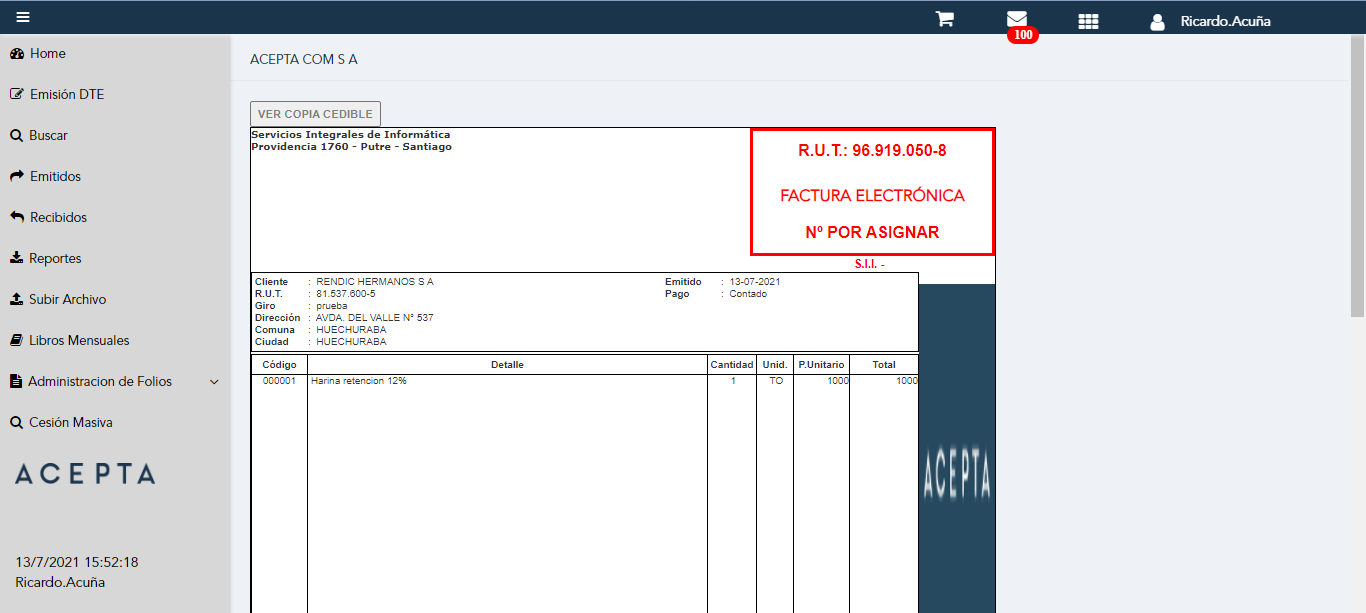 100
Ricardo.Acuña
Home
Emisión DTE
Buscar
Emitidos
Recibidos
Reportes
Subir Archivo
Libros Mensuales
Administracion de Folios
Cesión Masiva
ACEPTA
13/7/2021 15:52:18
Ricardo.Acuña
ACEPTA COM S A
VER COPIA CEDIBLE
Servicios Integrales de Informática
Providencia 1760 - Putre - Santiago
R.U.T.: 96.919.050-8
FACTURA ELECTRÓNICA
Nº POR ASIGNAR
S.I.I. -
Cliente : RENDIC HERMANOS S A Emitido : 13-07-2021
R.U.T. : 81.537.600-5 Pago : Contado
Giro : prueba
Dirección : AVDA. DEL VALLE N° 537
Comuna : HUECHURABA
Ciudad : HUECHURABA
Código Detalle Cantidad Unid. P.Unitario Total
000001 Harina retencion 12% 1 TO 1000 1000
ACEPTA